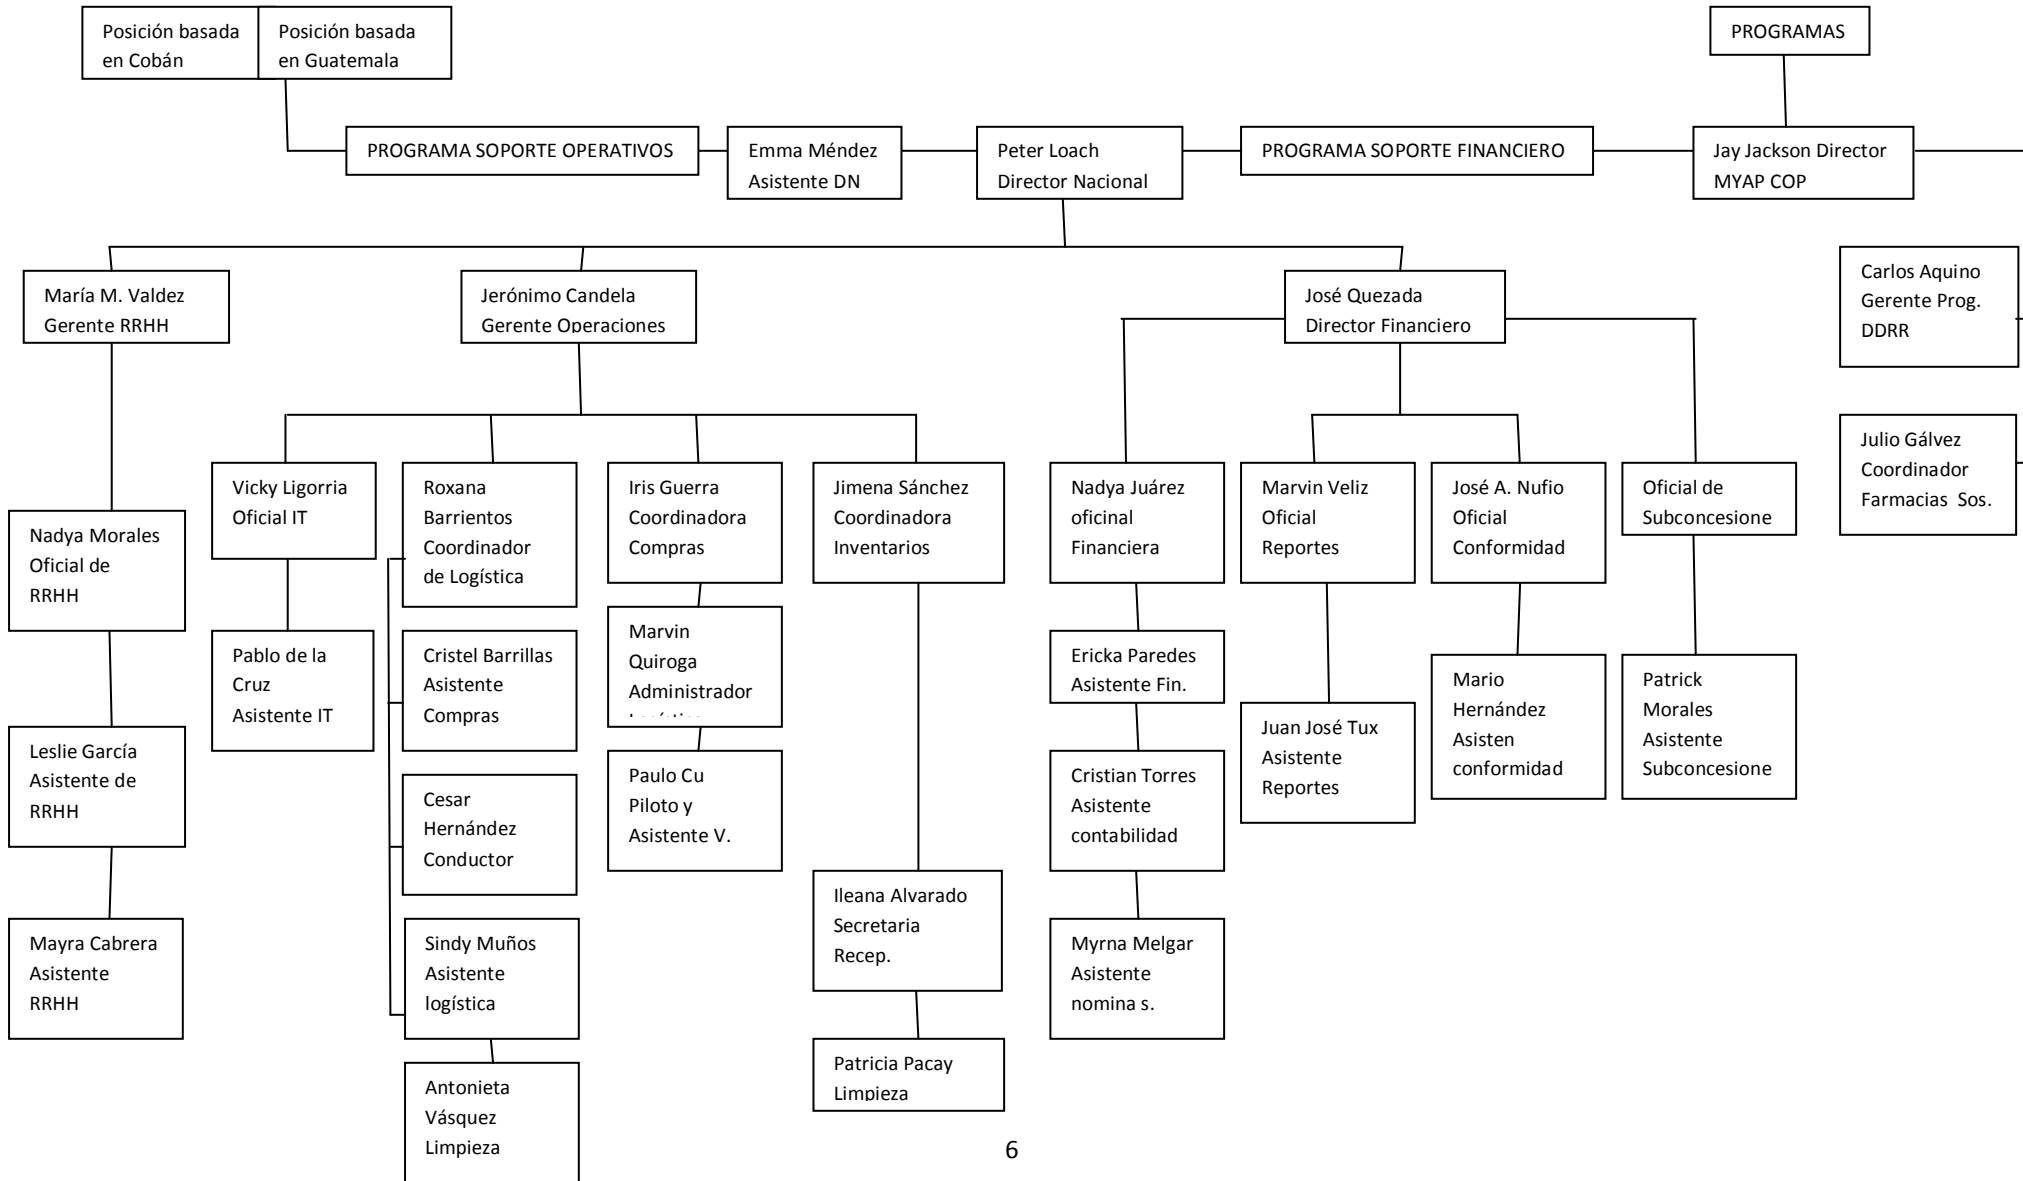 Posición basada
en Cobán
Posición basada
en Guatemala
PROGRAMAS
PROGRAMA SOPORTE OPERATIVOS
Emma Méndez
Asistente DN
Peter Loach
Director Nacional
PROGRAMA SOPORTE FINANCIERO
Jay Jackson Director
MYAP COP
María M. Valdez
Gerente RRHH
Jerónimo Candela
Gerente Operaciones
José Quezada
Director Financiero
Carlos Aquino
Gerente Prog.
DDRR
Julio Gálvez
Coordinador
Farmacias Sos.
Vicky Ligorria
Oficial IT
Roxana
Barrientos
Coordinador
de Logística
Iris Guerra
Coordinadora
Compras
Jimena Sánchez
Coordinadora
Inventarios
Nadya Juárez
oficinal
Financiera
Marvin Veliz
Oficial
Reportes
José A. Nufio
Oficial
Conformidad
Oficial de
Subconcesione
Nadya Morales
Oficial de
RRHH
Pablo de la
Cruz
Asistente IT
Cristel Barrillas
Asistente
Compras
Marvin
Quiroga
Administrador
Ericka Paredes
Asistente Fin.
Mario
Hernández
Asisten
conformidad
Patrick
Morales
Asistente
Subconcesione
Juan José Tux
Asistente
Reportes
Leslie García
Asistente de
RRHH
Cesar
Hernández
Conductor
Paulo Cu
Piloto y
Asistente V.
Cristian Torres
Asistente
contabilidad
Ileana Alvarado
Secretaria
Recep.
Mayra Cabrera
Asistente
RRHH
Sindy Muños
Asistente
logística
Myrna Melgar
Asistente
nomina s.
Patricia Pacay
Limpieza
Antonieta
Vásquez
Limpieza
6